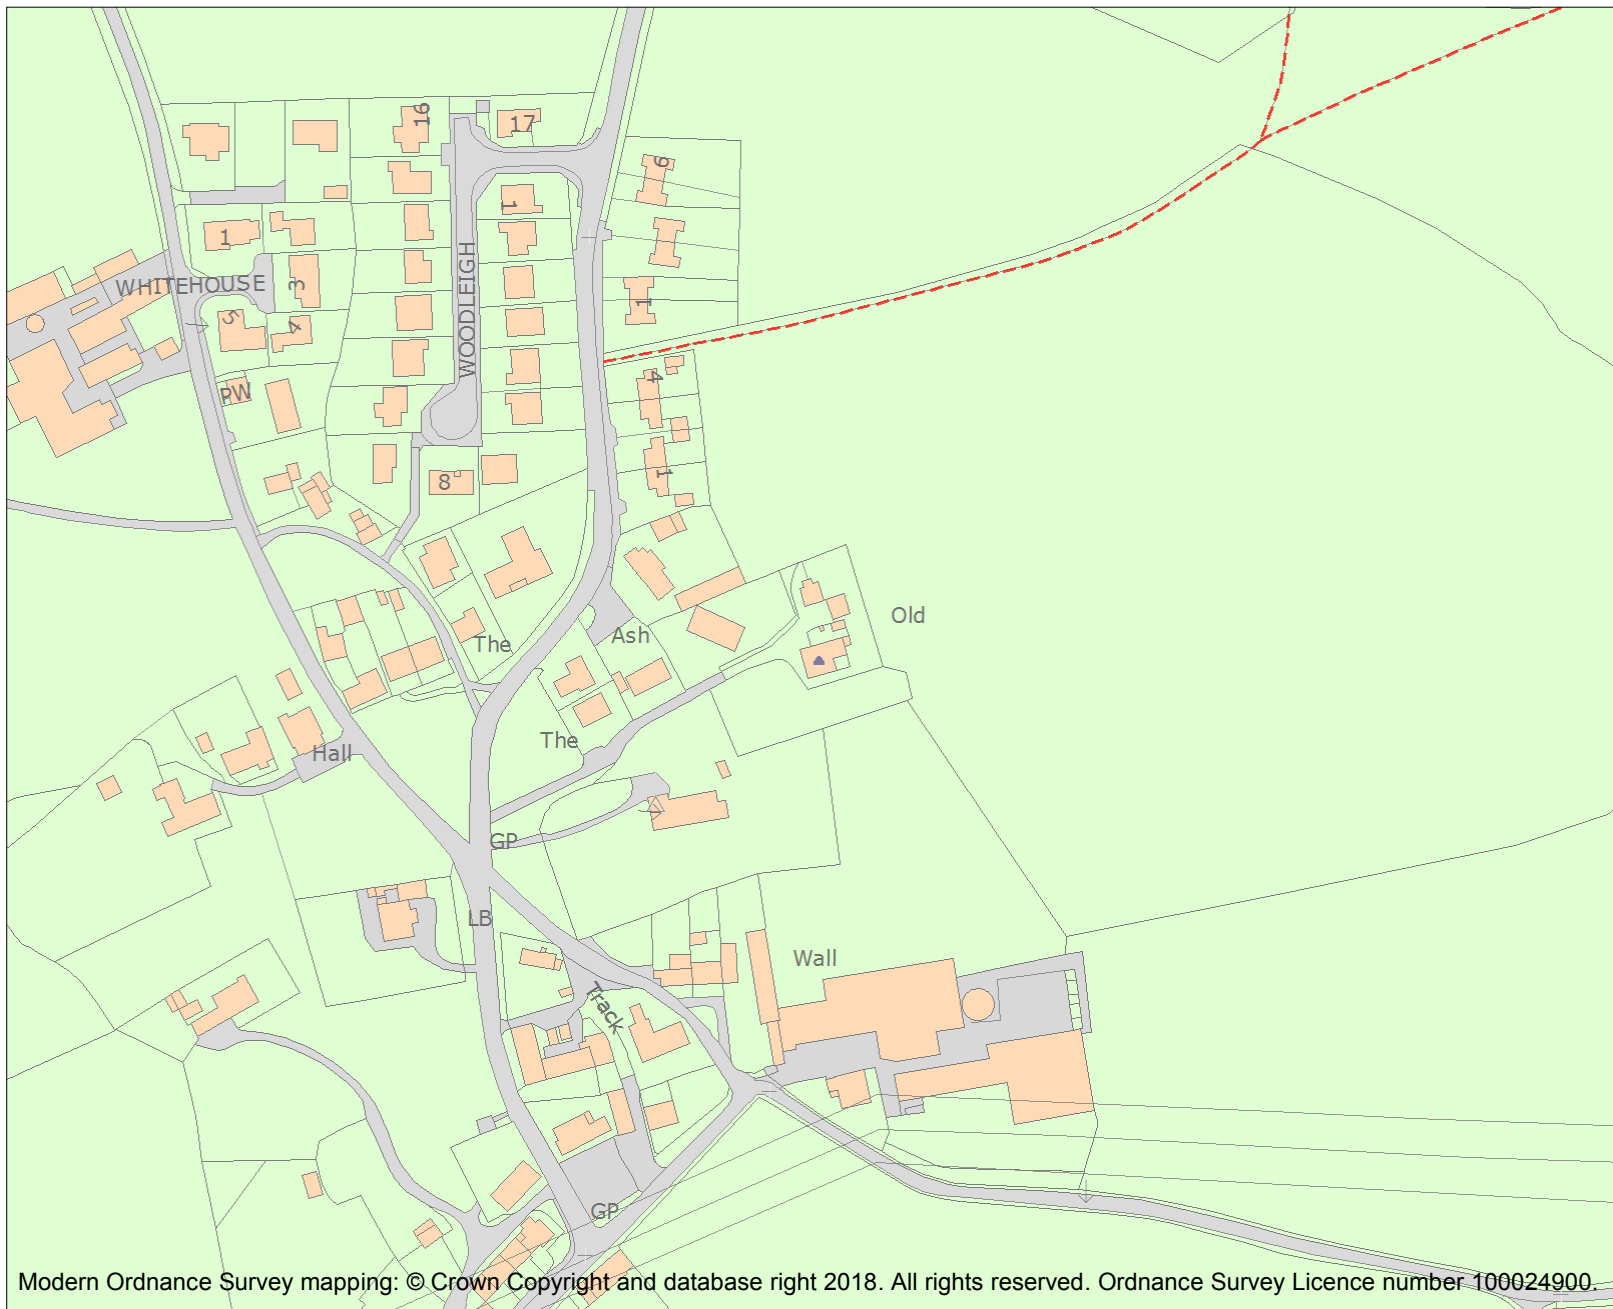 16
17
9
1
1
WHITEHOUSE
3
1
5
4
WOODLEIGH
PW
4
8
1
The
Ash
Old
The
Hall
GP
LB
Wall
Track
GP
Modern Ordnance Survey mapping: © Crown Copyright and database right 2018. All rights reserved. Ordnance Survey Licence number 100024900.